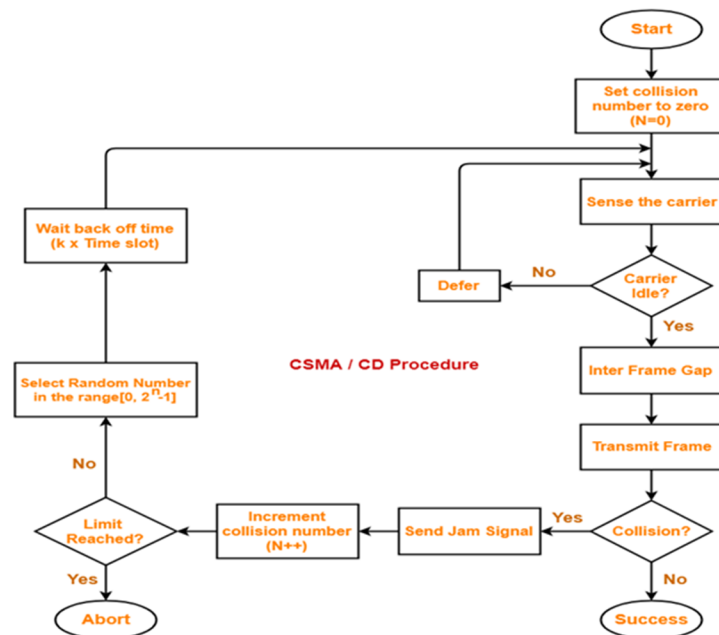 Start
Set collision
number to zero
(N=0)
Sense the carrier
Carrier
Idle?
No
Defer
Yes
Inter Frame Gap
Transmit Frame
Collision?
No
Success
Yes
Send Jam Signal
Increment
collision number
(N++)
Limit
Reached?
Yes
Abort
No
Select Random Number
in the range[0, 2^n-1]
Wait back off time
(k x Time slot)
CSMA / CD Procedure